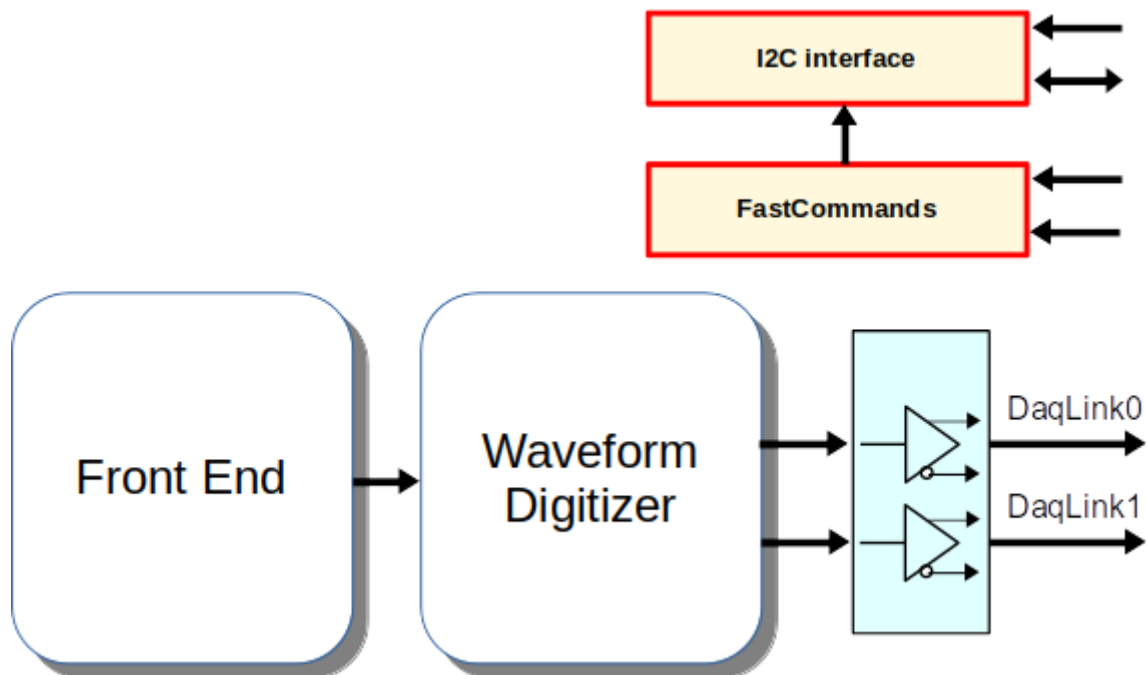 I2C interface
FastCommands
Front End
Waveform
Digitizer
DaqLink0
DaqLink1